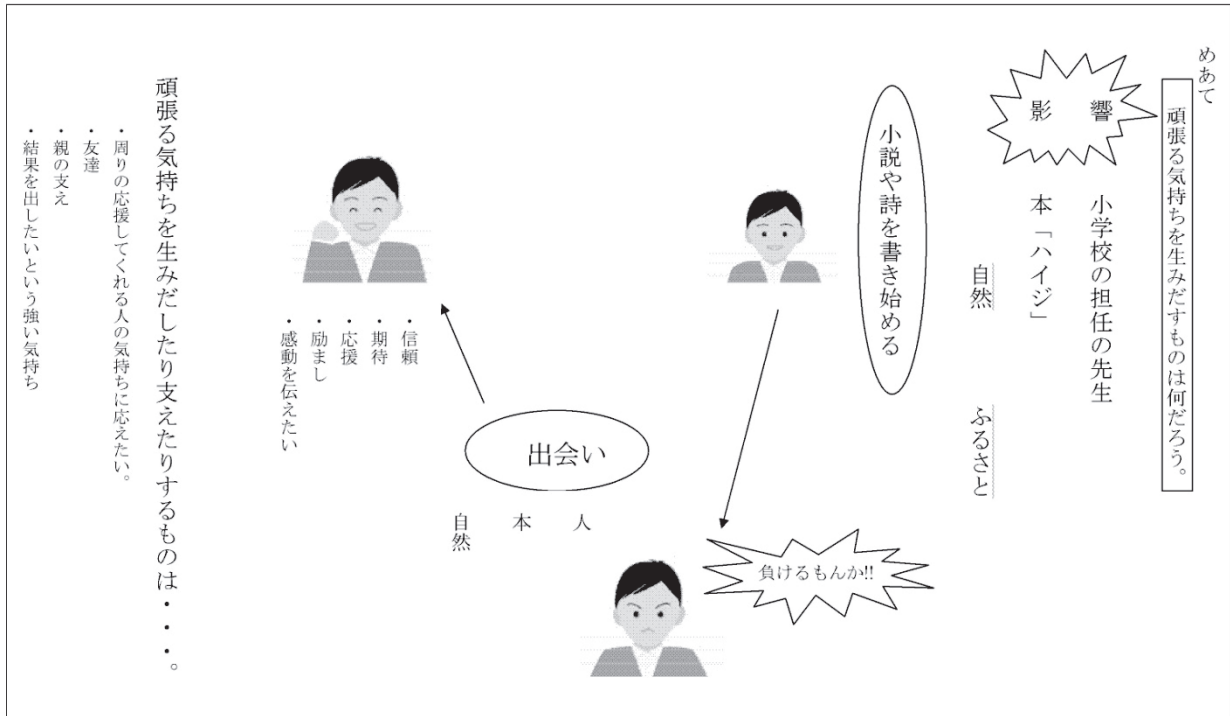 めあて
頑張る気持ちを生みだすものは何だろう。
影響
小学校の担任の先生
本「ハイジ」
自然　ふるさと
小説や詩を書き始める
負けるもんか!!
出会い
人
本
自然
・信頼
・期待
・応援
・励まし
・感動を伝えたい
頑張る気持ちを生みだしたり支えたりするものは・・・。
・周りの応援してくれる人の気持ちに応えたい。
・友達
・親の支え
・結果を出したいという強い気持ち